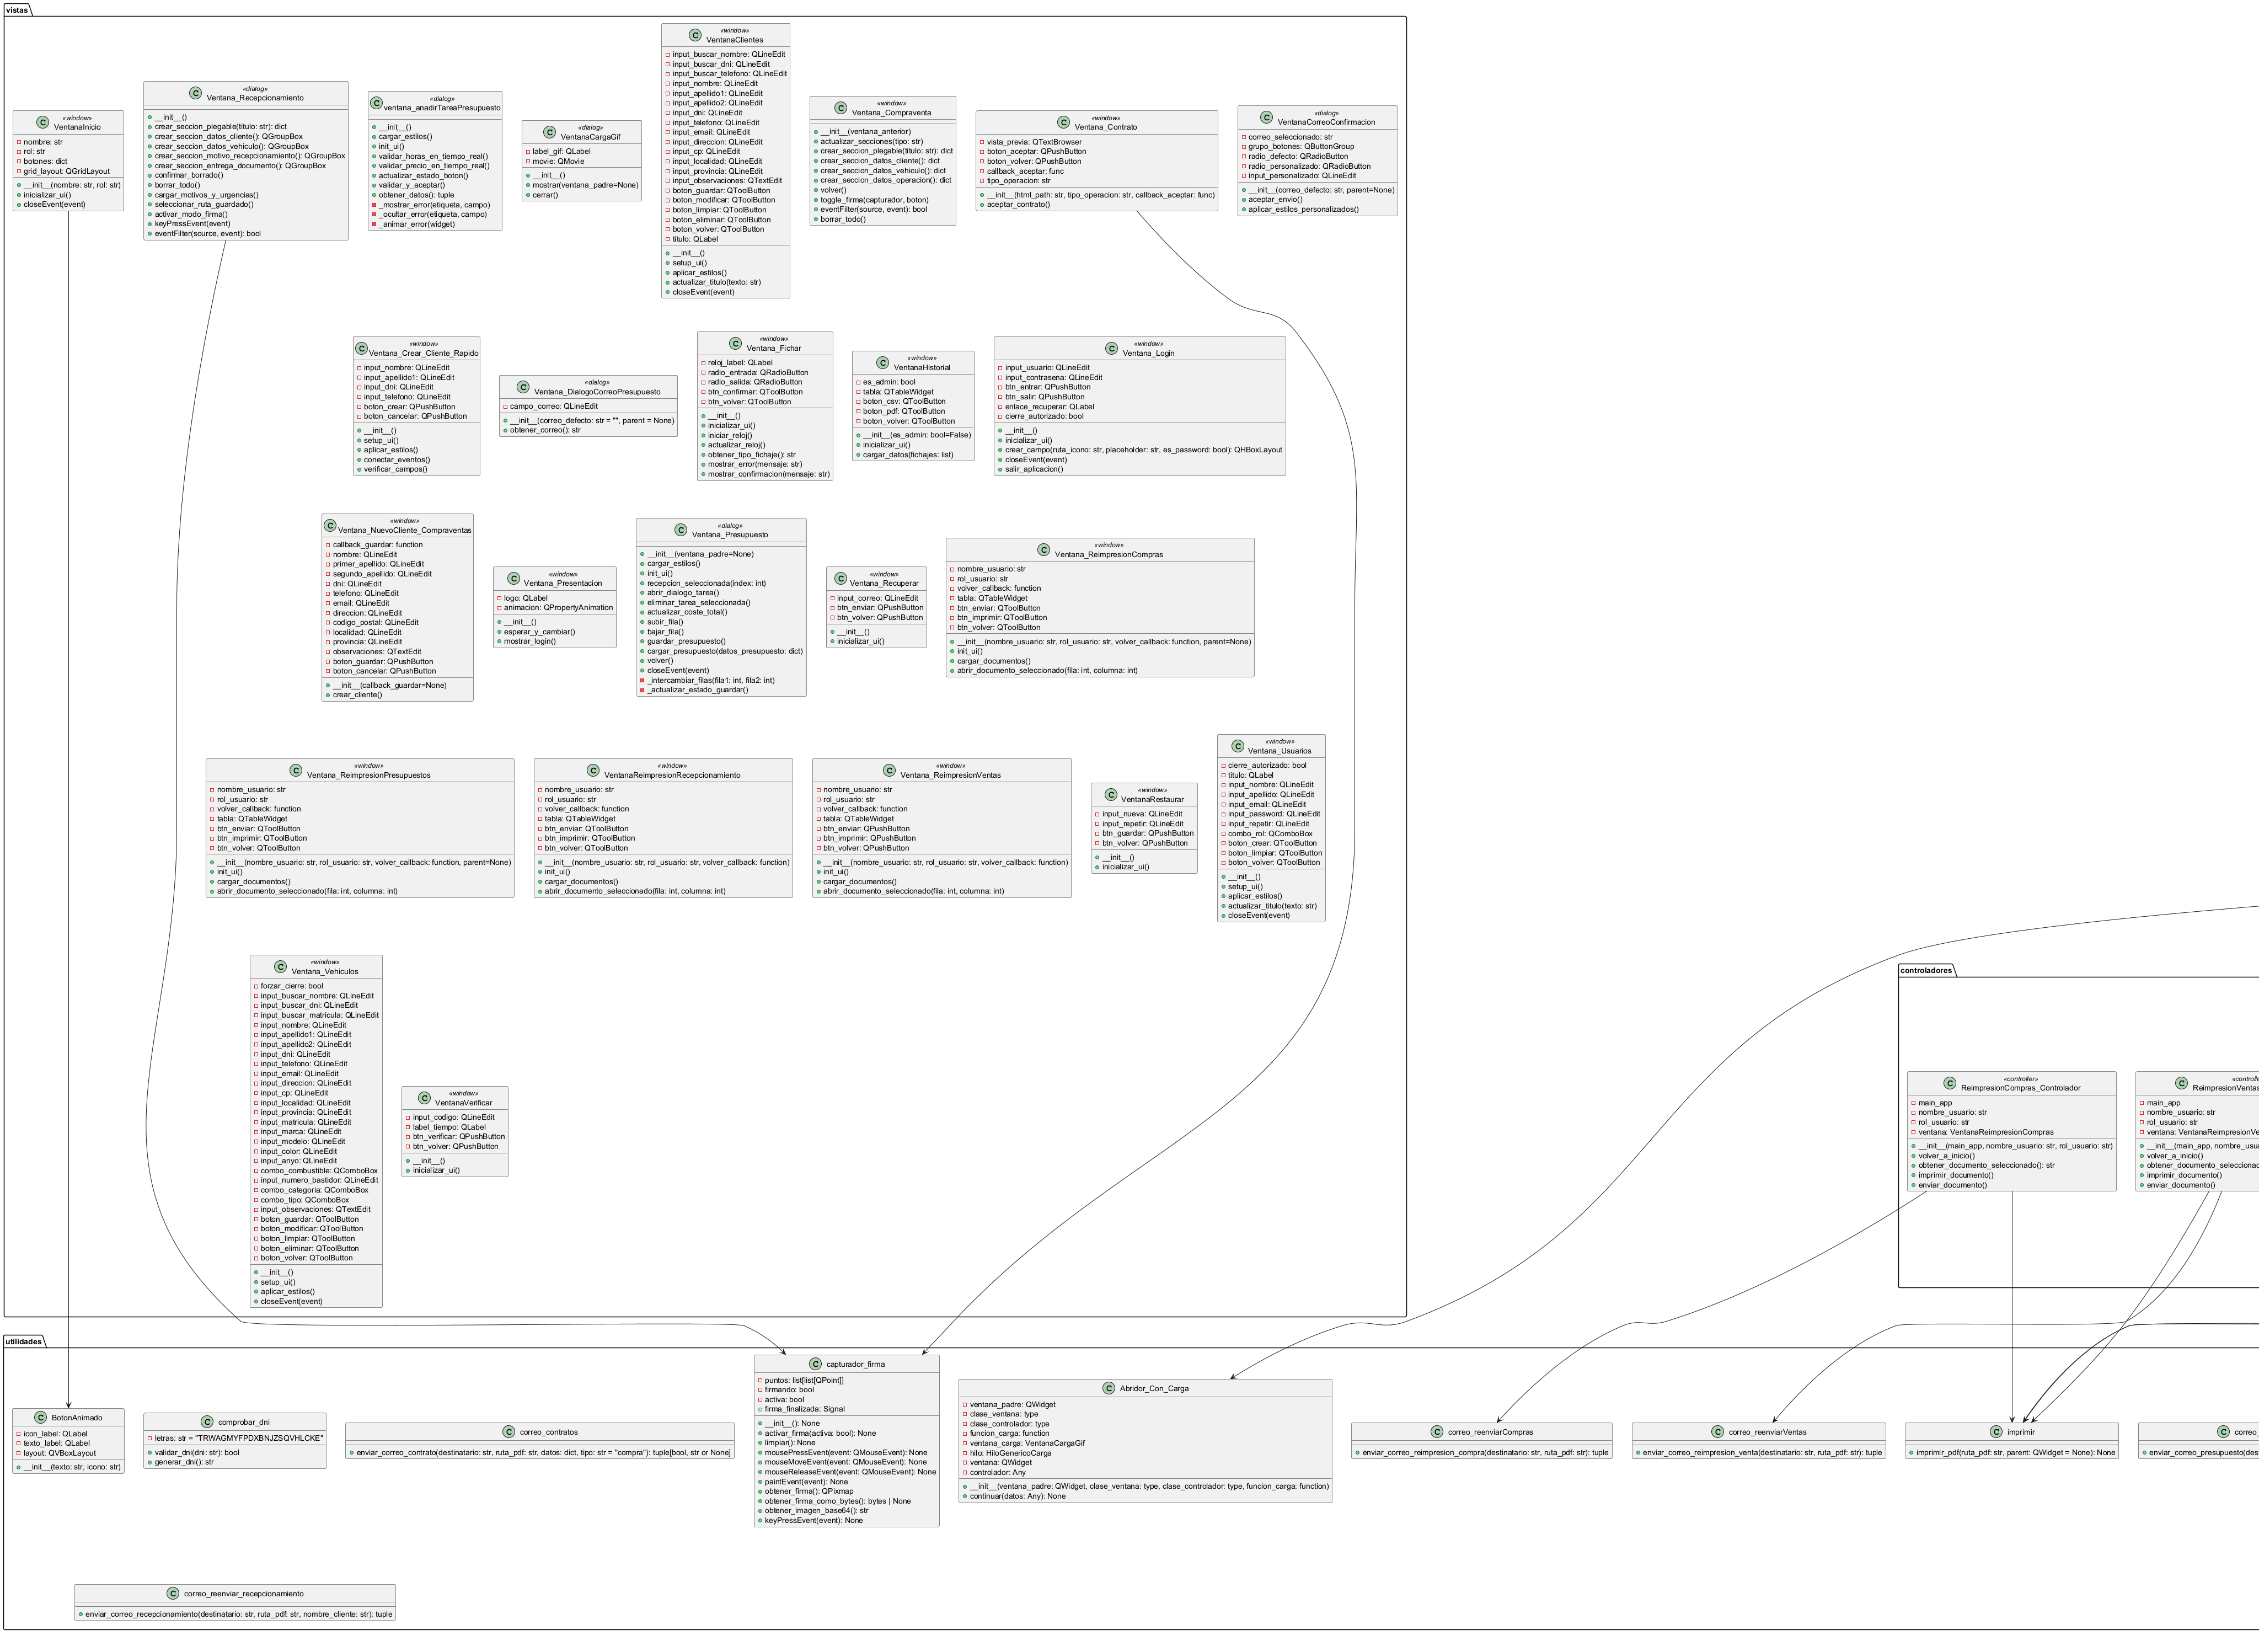 vistas
«window»
VentanaInicio
nombre: str
rol: str
botones: dict
grid_layout: QGridLayout
__init__(nombre: str, rol: str)
inicializar_ui()
closeEvent(event)
«dialog»
Ventana_Recepcionamiento
__init__()
crear_seccion_plegable(titulo: str): dict
crear_seccion_datos_cliente(): QGroupBox
crear_seccion_datos_vehiculo(): QGroupBox
crear_seccion_motivo_recepcionamiento(): QGroupBox
crear_seccion_entrega_documento(): QGroupBox
confirmar_borrado()
borrar_todo()
cargar_motivos_y_urgencias()
seleccionar_ruta_guardado()
activar_modo_firma()
keyPressEvent(event)
eventFilter(source, event): bool
«dialog»
ventana_anadirTareaPresupuesto
__init__()
cargar_estilos()
init_ui()
validar_horas_en_tiempo_real()
validar_precio_en_tiempo_real()
actualizar_estado_boton()
validar_y_aceptar()
obtener_datos(): tuple
_mostrar_error(etiqueta, campo)
_ocultar_error(etiqueta, campo)
_animar_error(widget)
«dialog»
VentanaCargaGif
label_gif: QLabel
movie: QMovie
__init__()
mostrar(ventana_padre=None)
cerrar()
«window»
VentanaClientes
input_buscar_nombre: QLineEdit
input_buscar_dni: QLineEdit
input_buscar_telefono: QLineEdit
input_nombre: QLineEdit
input_apellido1: QLineEdit
input_apellido2: QLineEdit
input_dni: QLineEdit
input_telefono: QLineEdit
input_email: QLineEdit
input_direccion: QLineEdit
input_cp: QLineEdit
input_localidad: QLineEdit
input_provincia: QLineEdit
input_observaciones: QTextEdit
boton_guardar: QToolButton
boton_modificar: QToolButton
boton_limpiar: QToolButton
boton_eliminar: QToolButton
boton_volver: QToolButton
titulo: QLabel
__init__()
setup_ui()
aplicar_estilos()
actualizar_titulo(texto: str)
closeEvent(event)
«window»
Ventana_Compraventa
__init__(ventana_anterior)
actualizar_secciones(tipo: str)
crear_seccion_plegable(titulo: str): dict
crear_seccion_datos_cliente(): dict
crear_seccion_datos_vehiculo(): dict
crear_seccion_datos_operacion(): dict
volver()
toggle_firma(capturador, boton)
eventFilter(source, event): bool
borrar_todo()
«window»
Ventana_Contrato
vista_previa: QTextBrowser
boton_aceptar: QPushButton
boton_volver: QPushButton
callback_aceptar: func
tipo_operacion: str
__init__(html_path: str, tipo_operacion: str, callback_aceptar: func)
aceptar_contrato()
«dialog»
VentanaCorreoConfirmacion
correo_seleccionado: str
grupo_botones: QButtonGroup
radio_defecto: QRadioButton
radio_personalizado: QRadioButton
input_personalizado: QLineEdit
__init__(correo_defecto: str, parent=None)
aceptar_envio()
aplicar_estilos_personalizados()
«window»
Ventana_Crear_Cliente_Rapido
input_nombre: QLineEdit
input_apellido1: QLineEdit
input_dni: QLineEdit
input_telefono: QLineEdit
boton_crear: QPushButton
boton_cancelar: QPushButton
__init__()
setup_ui()
aplicar_estilos()
conectar_eventos()
verificar_campos()
«dialog»
Ventana_DialogoCorreoPresupuesto
campo_correo: QLineEdit
__init__(correo_defecto: str = "", parent = None)
obtener_correo(): str
«window»
Ventana_Fichar
reloj_label: QLabel
radio_entrada: QRadioButton
radio_salida: QRadioButton
btn_confirmar: QToolButton
btn_volver: QToolButton
__init__()
inicializar_ui()
iniciar_reloj()
actualizar_reloj()
obtener_tipo_fichaje(): str
mostrar_error(mensaje: str)
mostrar_confirmacion(mensaje: str)
«window»
VentanaHistorial
es_admin: bool
tabla: QTableWidget
boton_csv: QToolButton
boton_pdf: QToolButton
boton_volver: QToolButton
__init__(es_admin: bool=False)
inicializar_ui()
cargar_datos(fichajes: list)
«window»
Ventana_Login
input_usuario: QLineEdit
input_contrasena: QLineEdit
btn_entrar: QPushButton
btn_salir: QPushButton
enlace_recuperar: QLabel
cierre_autorizado: bool
__init__()
inicializar_ui()
crear_campo(ruta_icono: str, placeholder: str, es_password: bool): QHBoxLayout
closeEvent(event)
salir_aplicacion()
«window»
Ventana_NuevoCliente_Compraventas
callback_guardar: function
nombre: QLineEdit
primer_apellido: QLineEdit
segundo_apellido: QLineEdit
dni: QLineEdit
telefono: QLineEdit
email: QLineEdit
direccion: QLineEdit
codigo_postal: QLineEdit
localidad: QLineEdit
provincia: QLineEdit
observaciones: QTextEdit
boton_guardar: QPushButton
boton_cancelar: QPushButton
__init__(callback_guardar=None)
crear_cliente()
«window»
Ventana_Presentacion
logo: QLabel
animacion: QPropertyAnimation
__init__()
esperar_y_cambiar()
mostrar_login()
«dialog»
Ventana_Presupuesto
__init__(ventana_padre=None)
cargar_estilos()
init_ui()
recepcion_seleccionada(index: int)
abrir_dialogo_tarea()
eliminar_tarea_seleccionada()
actualizar_coste_total()
subir_fila()
bajar_fila()
guardar_presupuesto()
cargar_presupuesto(datos_presupuesto: dict)
volver()
closeEvent(event)
_intercambiar_filas(fila1: int, fila2: int)
_actualizar_estado_guardar()
«window»
Ventana_Recuperar
input_correo: QLineEdit
btn_enviar: QPushButton
btn_volver: QPushButton
__init__()
inicializar_ui()
«window»
Ventana_ReimpresionCompras
nombre_usuario: str
rol_usuario: str
volver_callback: function
tabla: QTableWidget
btn_enviar: QToolButton
btn_imprimir: QToolButton
btn_volver: QToolButton
__init__(nombre_usuario: str, rol_usuario: str, volver_callback: function, parent=None)
init_ui()
cargar_documentos()
abrir_documento_seleccionado(fila: int, columna: int)
«window»
Ventana_ReimpresionPresupuestos
nombre_usuario: str
rol_usuario: str
volver_callback: function
tabla: QTableWidget
btn_enviar: QToolButton
btn_imprimir: QToolButton
btn_volver: QToolButton
__init__(nombre_usuario: str, rol_usuario: str, volver_callback: function, parent=None)
init_ui()
cargar_documentos()
abrir_documento_seleccionado(fila: int, columna: int)
«window»
VentanaReimpresionRecepcionamiento
nombre_usuario: str
rol_usuario: str
volver_callback: function
tabla: QTableWidget
btn_enviar: QToolButton
btn_imprimir: QToolButton
btn_volver: QToolButton
__init__(nombre_usuario: str, rol_usuario: str, volver_callback: function)
init_ui()
cargar_documentos()
abrir_documento_seleccionado(fila: int, columna: int)
«window»
Ventana_ReimpresionVentas
nombre_usuario: str
rol_usuario: str
volver_callback: function
tabla: QTableWidget
btn_enviar: QPushButton
btn_imprimir: QPushButton
btn_volver: QPushButton
__init__(nombre_usuario: str, rol_usuario: str, volver_callback: function)
init_ui()
cargar_documentos()
abrir_documento_seleccionado(fila: int, columna: int)
«window»
VentanaRestaurar
input_nueva: QLineEdit
input_repetir: QLineEdit
btn_guardar: QPushButton
btn_volver: QPushButton
__init__()
inicializar_ui()
«window»
Ventana_Usuarios
cierre_autorizado: bool
titulo: QLabel
input_nombre: QLineEdit
input_apellido: QLineEdit
input_email: QLineEdit
input_password: QLineEdit
input_repetir: QLineEdit
combo_rol: QComboBox
boton_crear: QToolButton
boton_limpiar: QToolButton
boton_volver: QToolButton
__init__()
setup_ui()
aplicar_estilos()
actualizar_titulo(texto: str)
closeEvent(event)
«window»
Ventana_Vehiculos
forzar_cierre: bool
input_buscar_nombre: QLineEdit
input_buscar_dni: QLineEdit
input_buscar_matricula: QLineEdit
input_nombre: QLineEdit
input_apellido1: QLineEdit
input_apellido2: QLineEdit
input_dni: QLineEdit
input_telefono: QLineEdit
input_email: QLineEdit
input_direccion: QLineEdit
input_cp: QLineEdit
input_localidad: QLineEdit
input_provincia: QLineEdit
input_matricula: QLineEdit
input_marca: QLineEdit
input_modelo: QLineEdit
input_color: QLineEdit
input_anyo: QLineEdit
combo_combustible: QComboBox
input_numero_bastidor: QLineEdit
combo_categoria: QComboBox
combo_tipo: QComboBox
input_observaciones: QTextEdit
boton_guardar: QToolButton
boton_modificar: QToolButton
boton_limpiar: QToolButton
boton_eliminar: QToolButton
boton_volver: QToolButton
__init__()
setup_ui()
aplicar_estilos()
closeEvent(event)
«window»
VentanaVerificar
input_codigo: QLineEdit
label_tiempo: QLabel
btn_verificar: QPushButton
btn_volver: QPushButton
__init__()
inicializar_ui()
controladores
«controller»
ReimpresionCompras_Controlador
main_app
nombre_usuario: str
rol_usuario: str
ventana: VentanaReimpresionCompras
__init__(main_app, nombre_usuario: str, rol_usuario: str)
volver_a_inicio()
obtener_documento_seleccionado(): str
imprimir_documento()
enviar_documento()
«controlle
ReimpresionVentas
main_app
nombre_usuario: str
rol_usuario: str
ventana: VentanaReimpresionVe
__init__(main_app, nombre_usua
volver_a_inicio()
obtener_documento_selecciona
imprimir_documento()
enviar_documento()
utilidades
BotonAnimado
icon_label: QLabel
texto_label: QLabel
layout: QVBoxLayout
__init__(texto: str, icono: str)
comprobar_dni
letras: str = "TRWAGMYFPDXBNJZSQVHLCKE"
validar_dni(dni: str): bool
generar_dni(): str
correo_contratos
enviar_correo_contrato(destinatario: str, ruta_pdf: str, datos: dict, tipo: str = "compra"): tuple[bool, str or None]
capturador_firma
puntos: list[list[QPoint]]
firmando: bool
activa: bool
firma_finalizada: Signal
__init__(): None
activar_firma(activa: bool): None
limpiar(): None
mousePressEvent(event: QMouseEvent): None
mouseMoveEvent(event: QMouseEvent): None
mouseReleaseEvent(event: QMouseEvent): None
paintEvent(event): None
obtener_firma(): QPixmap
obtener_firma_como_bytes(): bytes | None
obtener_imagen_base64(): str
keyPressEvent(event): None
Abridor_Con_Carga
ventana_padre: QWidget
clase_ventana: type
clase_controlador: type
funcion_carga: function
ventana_carga: VentanaCargaGif
hilo: HiloGenericoCarga
ventana: QWidget
controlador: Any
__init__(ventana_padre: QWidget, clase_ventana: type, clase_controlador: type, funcion_carga: function)
continuar(datos: Any): None
correo_reenviarCompras
enviar_correo_reimpresion_compra(destinatario: str, ruta_pdf: str): tuple
correo_reenviarVentas
enviar_correo_reimpresion_venta(destinatario: str, ruta_pdf: str): tuple
imprimir
imprimir_pdf(ruta_pdf: str, parent: QWidget = None): None
correo_
enviar_correo_presupuesto(des
correo_reenviar_recepcionamiento
enviar_correo_recepcionamiento(destinatario: str, ruta_pdf: str, nombre_cliente: str): tuple